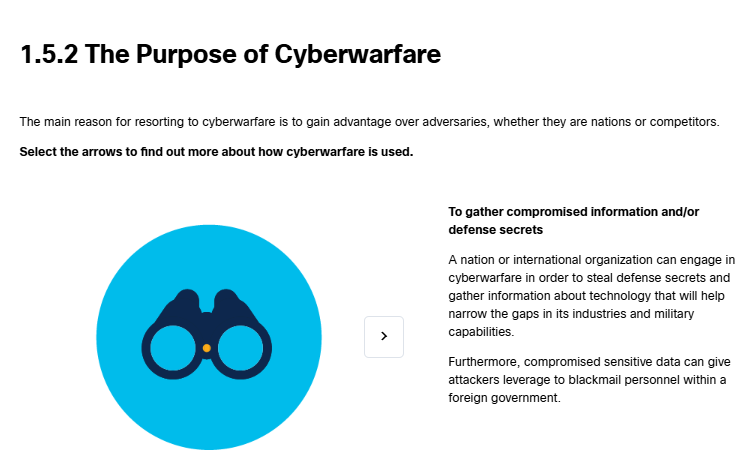 1.5.2 The Purpose of Cyberwarfare
The main reason for resorting to cyberwarfare is to gain advantage over adversaries, whether they are nations or competitors.
Select the arrows to find out more about how cyberwarfare is used.
To gather compromised information and/or
defense secrets
A nation or international organization can engage in
cyberwarfare in order to steal defense secrets and
gather information about technology that will help
narrow the gaps in its industries and military
capabilities.
Furthermore, compromised sensitive data can give
attackers leverage to blackmail personnel within a
foreign government.